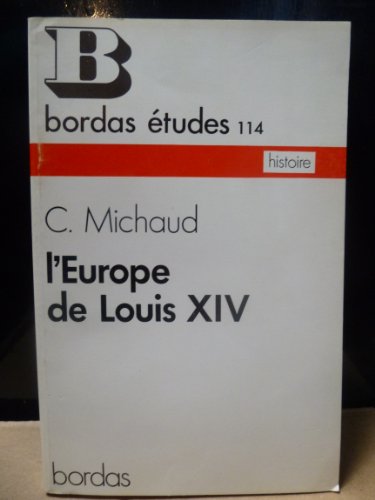 B
bordas études 114
histoire
C. Michaud
l'Europe
de Louis XIV
bordas